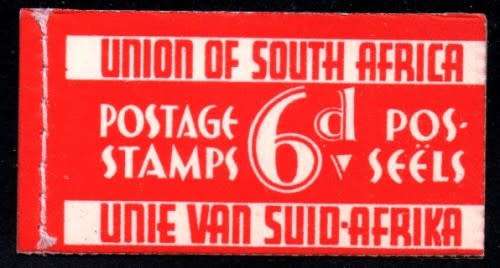 UNION OF SOUTH AFRICA
POSTAGE 6d POS-
STAMPS V SEËLS
UNIE VAN SUID-AFRIKA